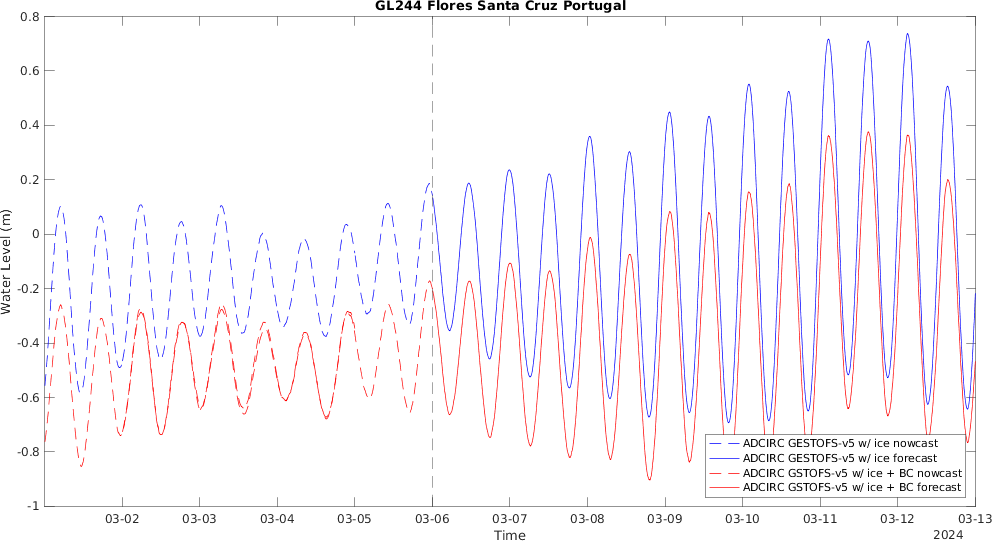 GL244 Flores Santa Cruz Portugal
0.8
0.6
0.4
0.2
0
-0.2
-0.4
-0.6
-0.8
-1
Water Level (m)
ADCIRC GESTOFS-v5 w/ ice nowcast
ADCIRC GESTOFS-v5 w/ ice forecast
ADCIRC GSTOFS-v5 w/ ice + BC nowcast
ADCIRC GSTOFS-v5 w/ ice + BC forecast
03-02 03-03 03-04 03-05 03-06 03-07 03-08 03-09 03-10 03-11 03-12 03-13
Time
2024